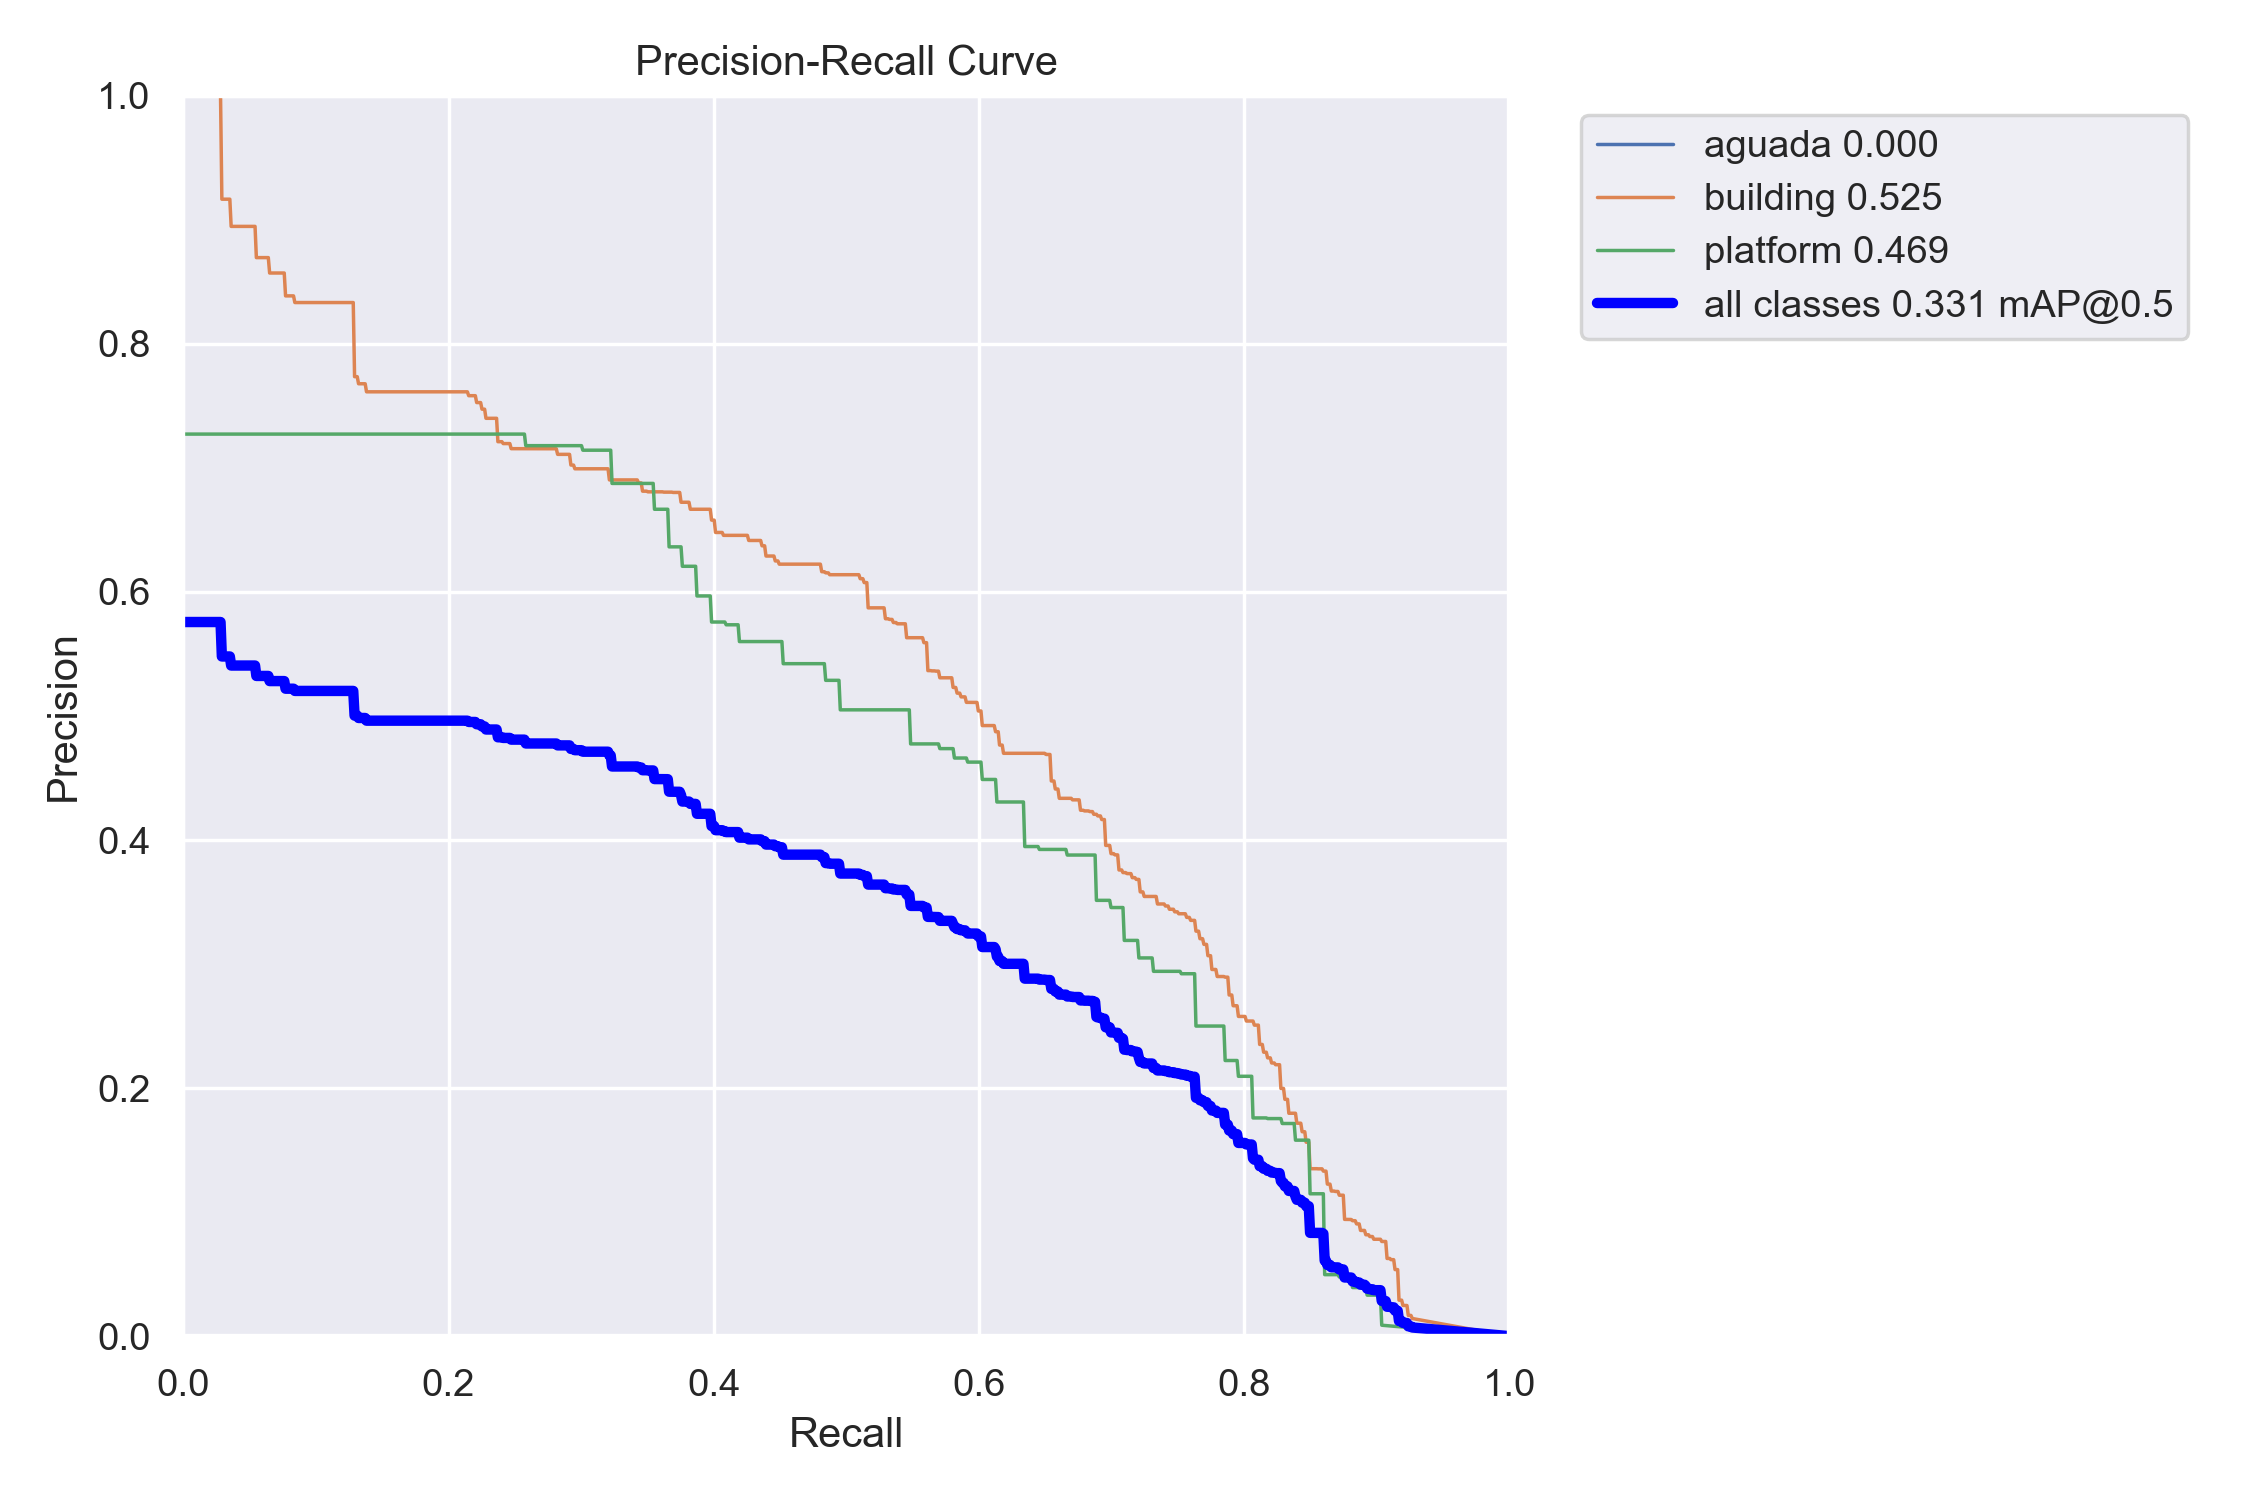 Precision-Recall Curve
1.0
0.8
0.6
0.4
0.2
0.0
Precision
0.0 0.2 0.4 0.6 0.8 1.0
Recall
aguada 0.000
building 0.525
platform 0.469
all classes 0.331 mAP@0.5